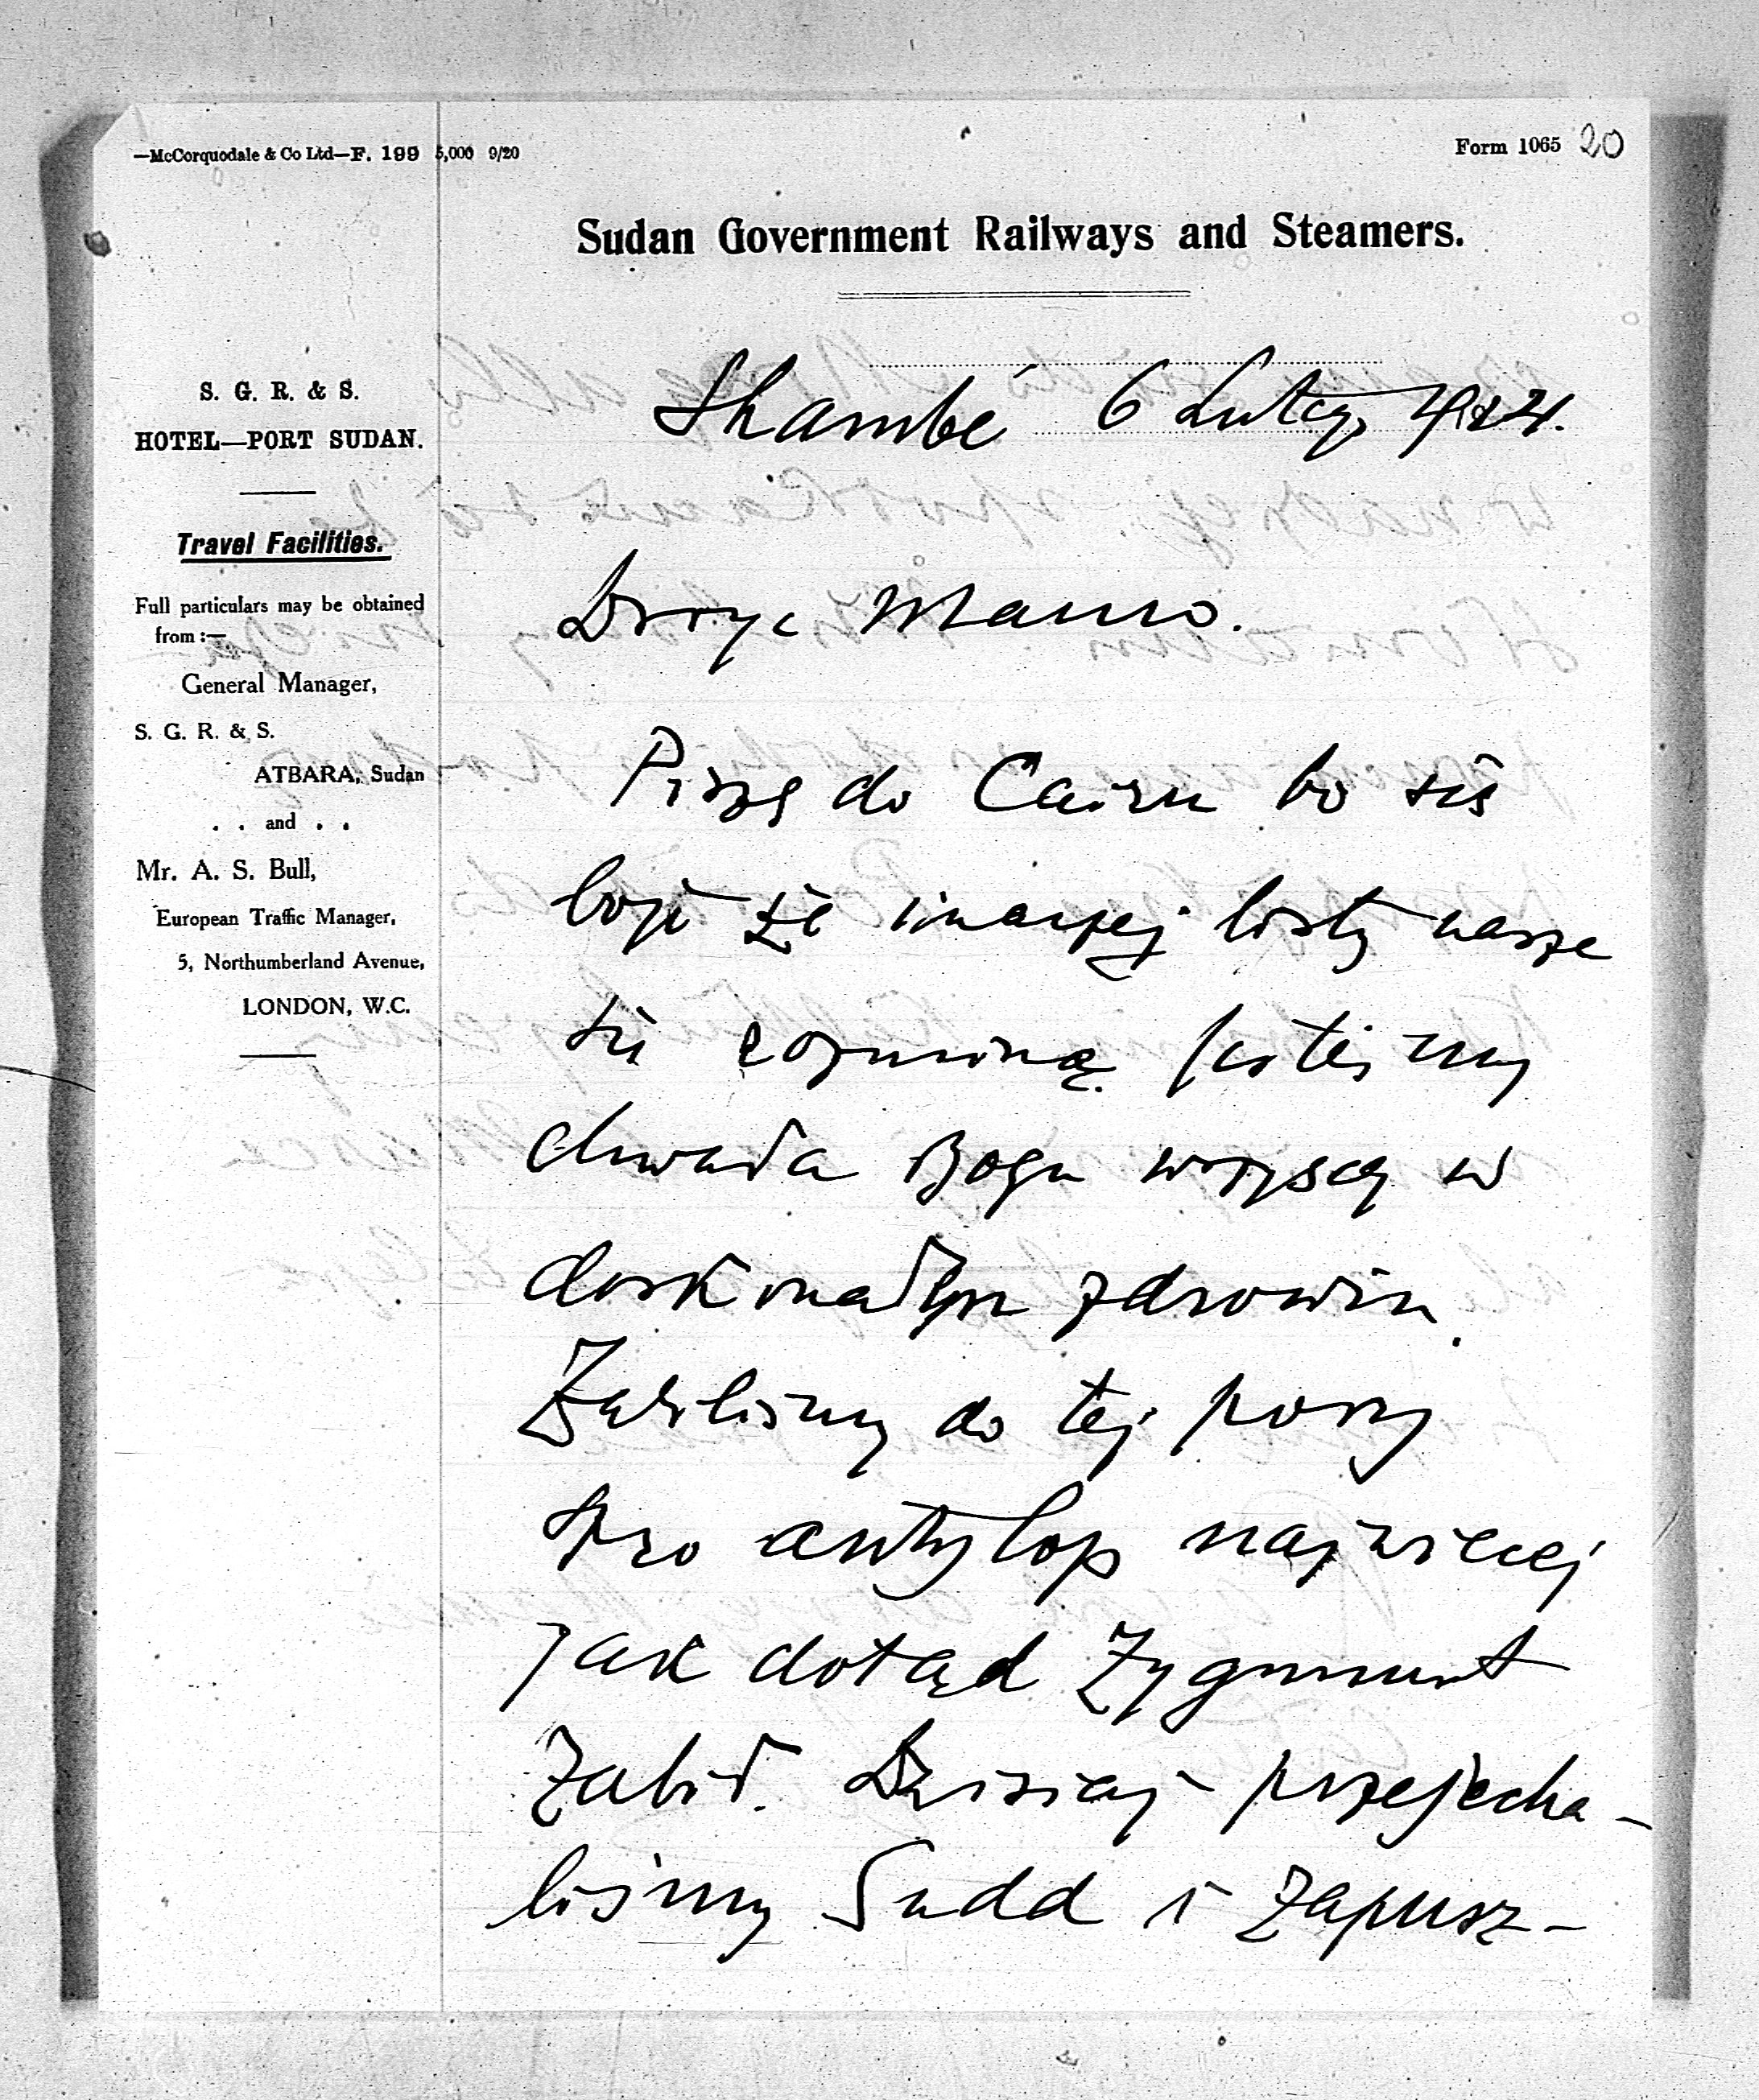 —McCorquodale & Co Ltd—F. 199 5,000 9/20
Form 1065 20
Sudan Government Railways and Steamers.
S. G. R. & S.
HOTEL—PORT SUDAN.
Travel Facilities.
Full particulars may be obtained
from :—
General Manager,
S. G. R. & S.
ATBARA, Sudan
. . and . .
Mr. A. S. Bull,
European Traffic Manager,
5, Northumberland Avenue,
LONDON, W.C.
Shambé 6 Luty 1924.
Droga Mamo.
Piszę do Cairu bo się
boję że inaczej listy nasze
się rozminą jesteśmy
chwała Bogu wszyscy w
doskonałym zdrowiu.
Zabiliśmy do tej pory
sporo antylop najwięcej
jak dotąd Zygmunt
zabił. Dzisiaj przejecha-
liśmy Sudd i zapusz-